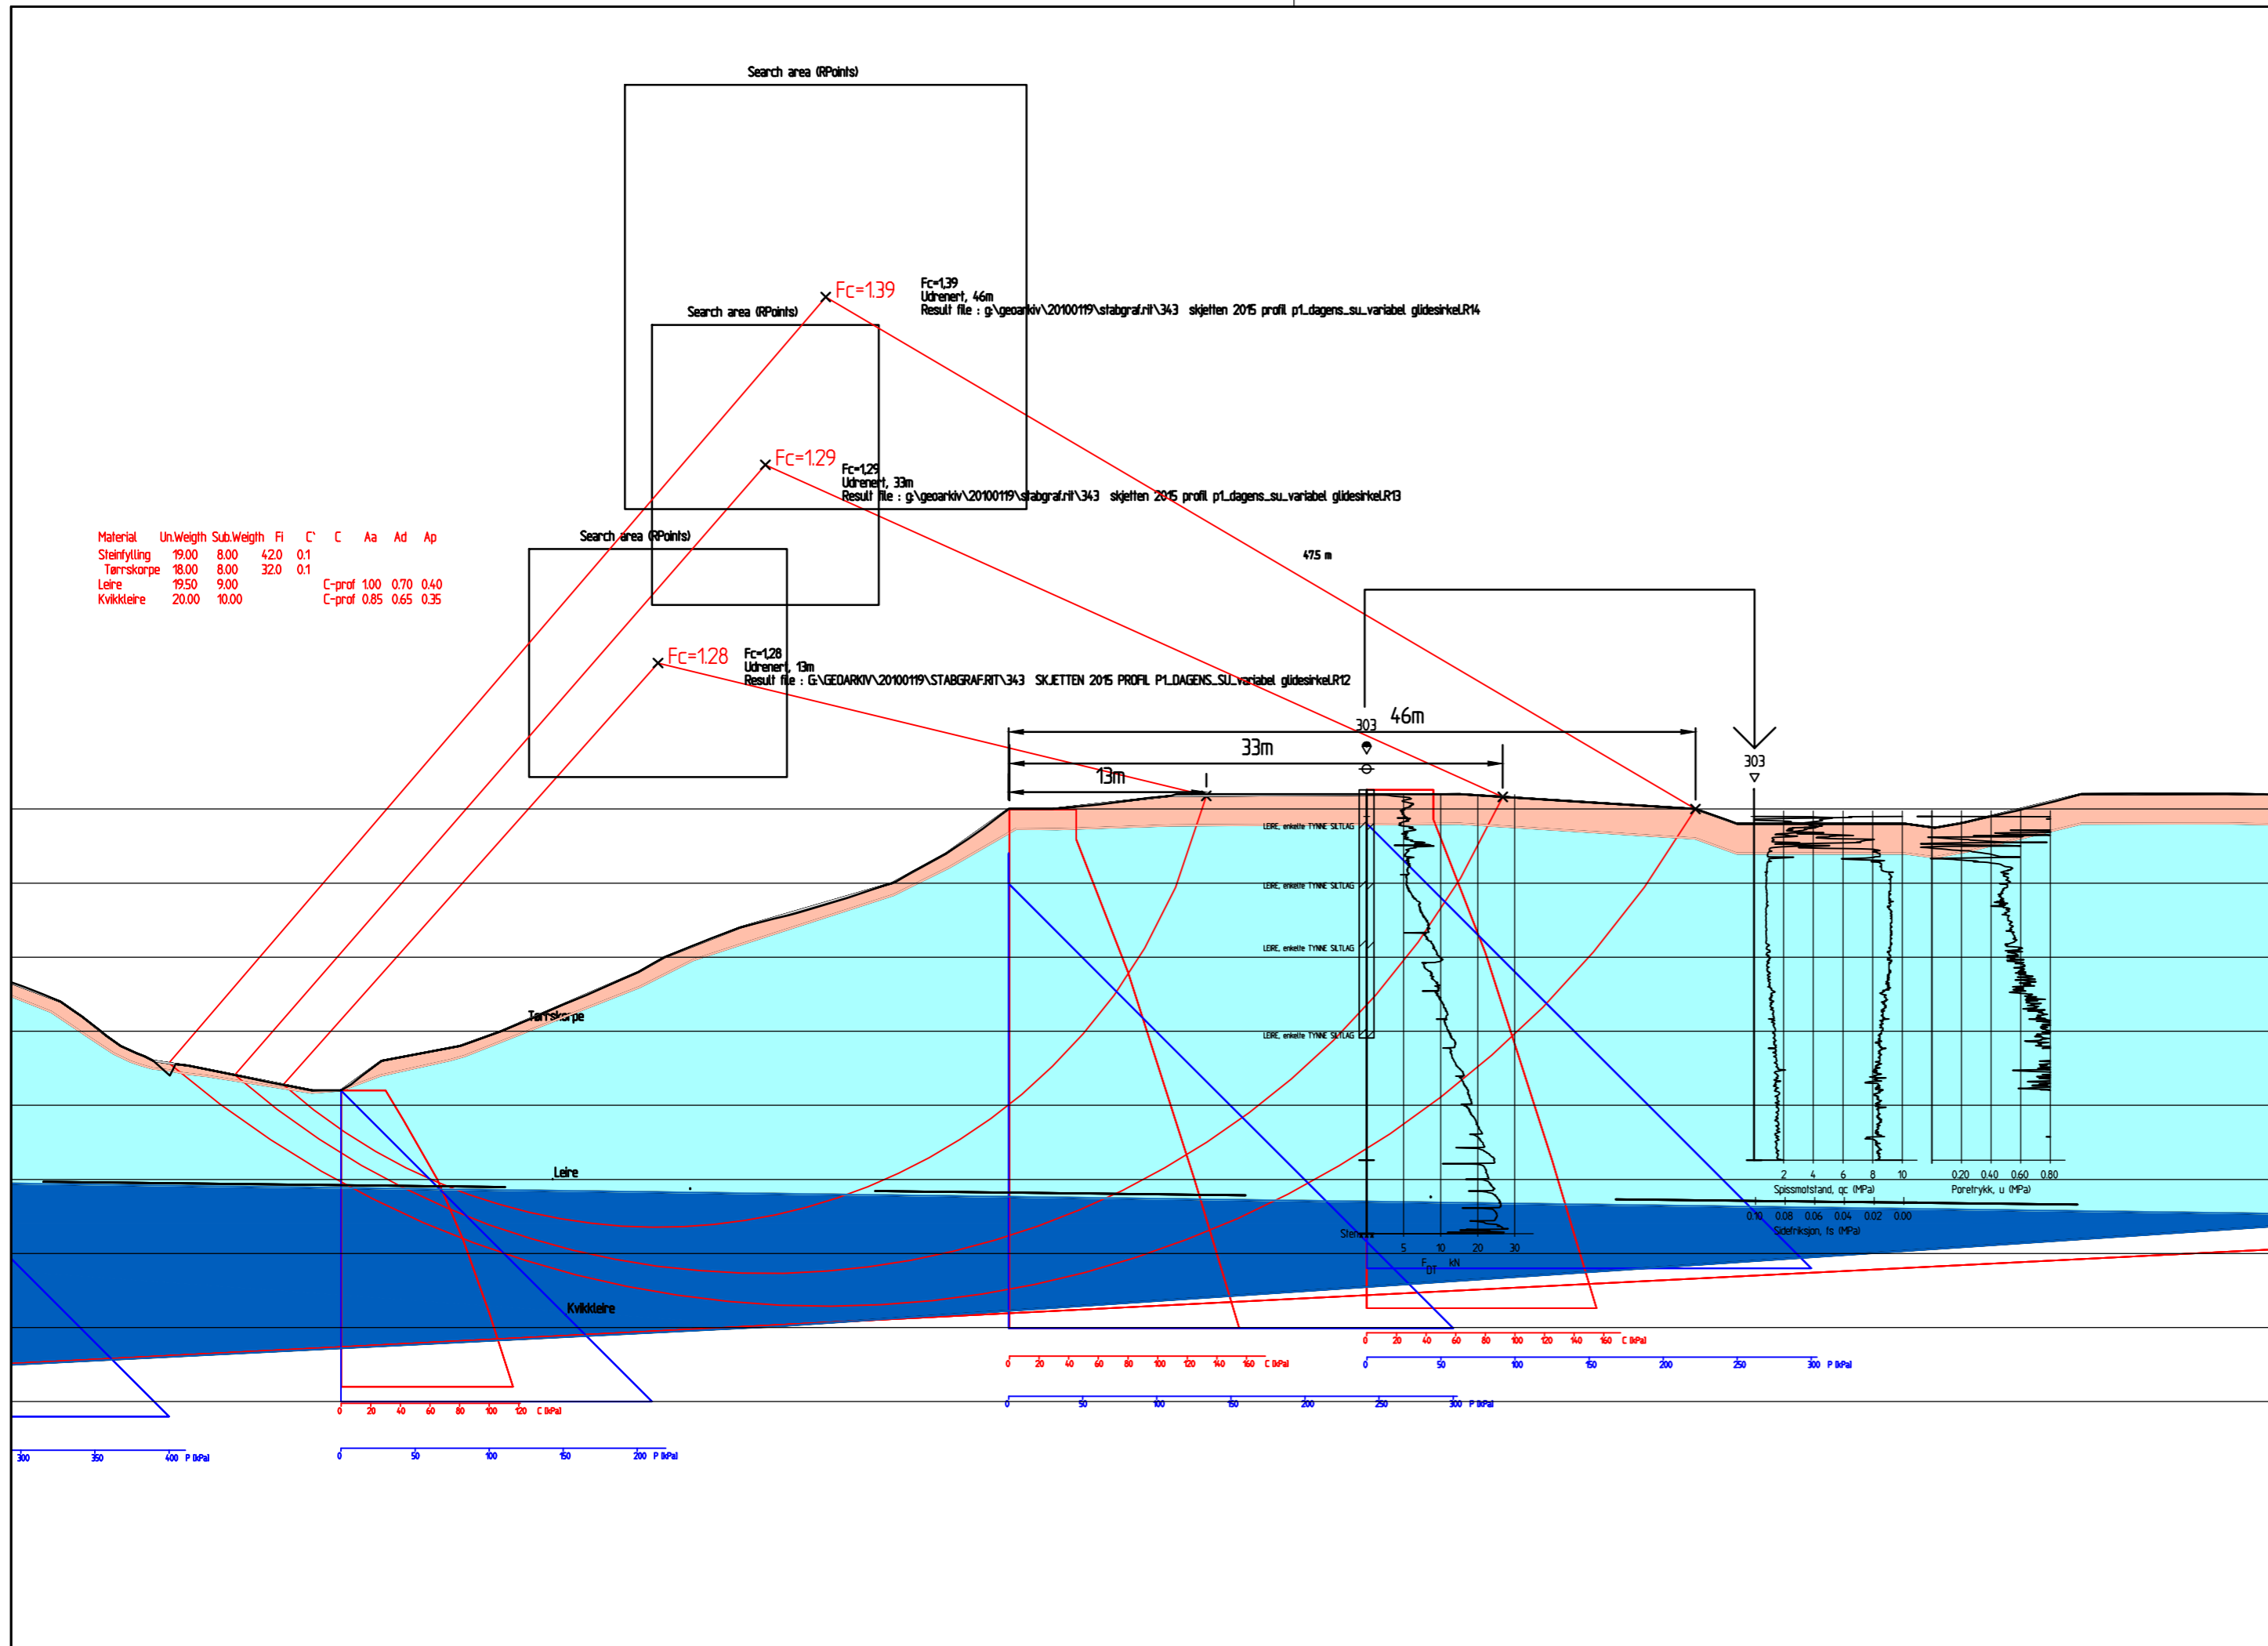 Search area (RPoints)
Fc=1.39
Fc=1,39
Udrenert, 46m
Result file : g:\geoarkiv\20100119\stabgraf.rit\343 skjetten 2015 profil p1_dagens_su_variabel glidesirkel.R14
Search area (RPoints)
Fc=1.29
Fc=1,29
Udrenert, 33m
Result file : g:\geoarkiv\20100119\stabgraf.rit\343 skjetten 2015 profil p1_dagens_su_variabel glidesirkel.R13
Search area (RPoints)
Material Un.Weigth Sub.Weigth Fi C` C Aa Ad Ap
Steinfylling 19.00 8.00 42.0 0.1
Tørrskorpe 18.00 8.00 32.0 0.1
Leire 19.50 9.00 C-prof 1.00 0.70 0.40
Kvikkleire 20.00 10.00 C-prof 0.85 0.65 0.35
47.5 m
Fc=1.28
Fc=1,28
Udrenert, 13m
Result file : G:\GEOARKIV\20100119\STABGRAF.RIT\343 SKJETTEN 2015 PROFIL P1_DAGENS_SU_variabel glidesirkel.R12
46m
303
33m
13m
303
LEIRE, enkelte TYNNE SILTLAG
LEIRE, enkelte TYNNE SILTLAG
LEIRE, enkelte TYNNE SILTLAG
LEIRE, enkelte TYNNE SILTLAG
Tørrskorpe
Leire
Kvikkleire
2 4 6 8 10
Spissmotstand, qc (MPa)
0.10 0.08 0.06 0.04 0.02 0.00
Sidefriksjon, fs (MPa)
0.20 0.40 0.60 0.80
Poretrykk, u (MPa)
5 10 20 30
F DT kN
0 20 40 60 80 100 120 140 160 C [kPa]
0 50 100 150 200 250 300 P [kPa]
0 20 40 60 80 100 120 140 160 C [kPa]
0 50 100 150 200 250 300 P [kPa]
0 20 40 60 80 100 120 C [kPa]
0 50 100 150 200 P [kPa]
300 350 400 P [kPa]